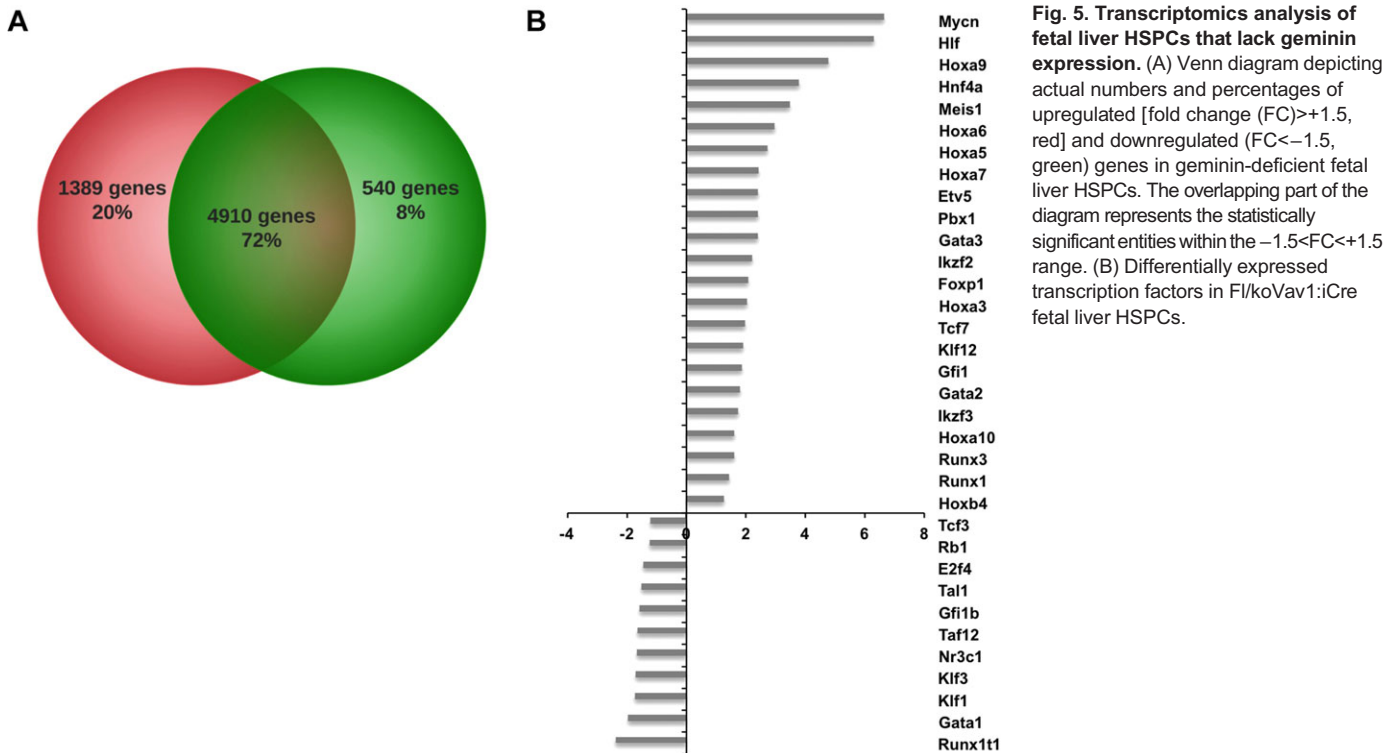 A
1389 genes
20%
4910 genes
72%
540 genes
8%
B
Mycn
Hlf
Hoxa9
Hnf4a
Meis1
Hoxa6
Hoxa5
Hoxa7
Etv5
Pbx1
Gata3
Ikzf2
Foxp1
Hoxa3
Tcf7
Klf12
Gfi1
Gata2
Ikzf3
Hoxa10
Runx3
Runx1
Hoxb4
-4 -2 0 2 4 6 8
Tcf3
Rb1
E2f4
Tal1
Gfi1b
Taf12
Nr3c1
Klf3
Klf1
Gata1
Runx1t1
Fig. 5. Transcriptomics analysis of
fetal liver HSPCs that lack geminin
expression. (A) Venn diagram depicting
actual numbers and percentages of
upregulated [fold change (FC)>+1.5,
red] and downregulated (FC<−1.5,
green) genes in geminin-deficient fetal
liver HSPCs. The overlapping part of the
diagram represents the statistically
significant entities within the −1.5<FC<+1.5
range. (B) Differentially expressed
transcription factors in Fl/koVav1:iCre
fetal liver HSPCs.